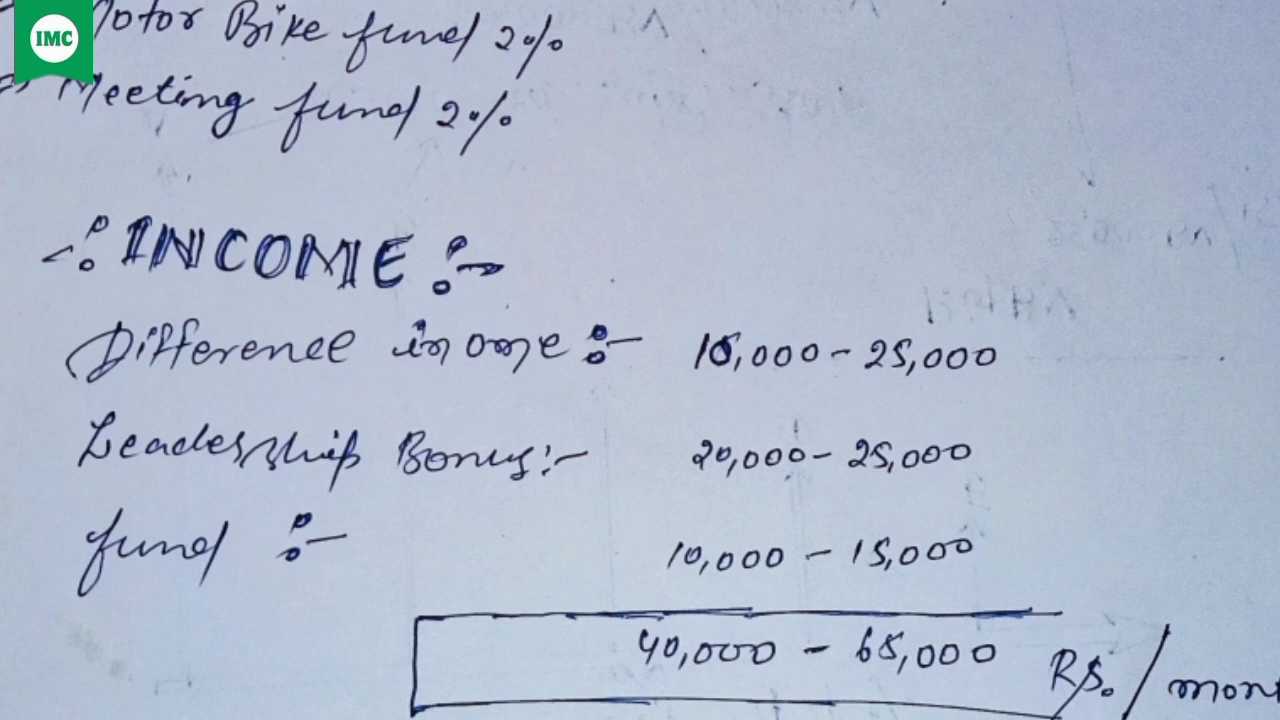 IMC
Motor Bike fund 2%
Meeting fund 2%
-: INCOME :-
Difference income :- 10,000 - 25,000
Leadership Bonus :- 20,000 - 25,000
fund :- 10,000 - 15,000
40,000 - 65,000 Rs. / mont